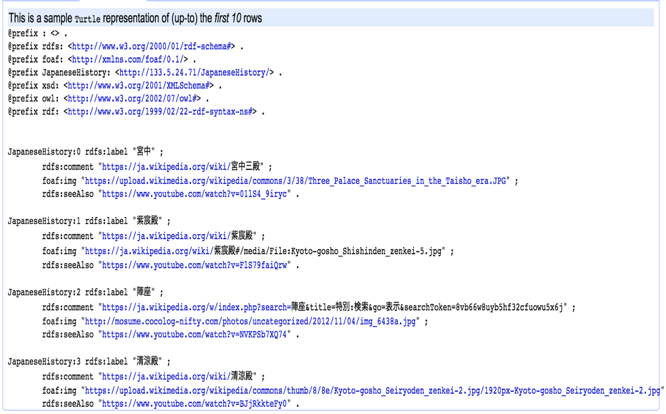 This is a sample Turtle representation of (up-to) the first 10 rows
@prefix : <> .
@prefix rdfs: <http://www.w3.org/2000/01/rdf-schema#> .
@prefix foaf: <http://xmlns.com/foaf/0.1/> .
@prefix JapaneseHistory: <http://133.5.24.71/JapaneseHistory/> .
@prefix xsd: <http://www.w3.org/2001/XMLSchema#> .
@prefix owl: <http://www.w3.org/2002/07/owl#> .
@prefix rdf: <http://www.w3.org/1999/02/22-rdf-syntax-ns#> .
JapaneseHistory:0 rdfs:label "宮中" ;
rdfs:comment "https://ja.wikipedia.org/wiki/宮中三殿" ;
foaf:img "https://upload.wikimedia.org/wikipedia/commons/3/38/Three_Palace_Sanctuaries_in_the_Taisho_era.JPG" ;
rdfs:seeAlso "https://www.youtube.com/watch?v=01lS4_9iryc" .
JapaneseHistory:1 rdfs:label "紫宸殿" ;
rdfs:comment "https://ja.wikipedia.org/wiki/紫宸殿" ;
foaf:img "https://ja.wikipedia.org/wiki/紫宸殿#/media/File:Kyoto-gosho_Shishinden_zenkei-5.jpg" ;
rdfs:seeAlso "https://www.youtube.com/watch?v=FlS79faiQrw" .
JapaneseHistory:2 rdfs:label "陣座" ;
rdfs:comment "https://ja.wikipedia.org/w/index.php?search=陣座&title=特別:検索&go=表示&searchToken=8vb66w8uyb5hf32cfuowu5x6j" ;
foaf:img "http://mosume.cocolog-nifty.com/photos/uncategorized/2012/11/04/img_6438a.jpg" ;
rdfs:seeAlso "https://www.youtube.com/watch?v=NVKPSb7XQ74" .
JapaneseHistory:3 rdfs:label "清涼殿" ;
rdfs:comment "https://ja.wikipedia.org/wiki/清涼殿" ;
foaf:img "https://upload.wikimedia.org/wikipedia/commons/thumb/8/8e/Kyoto-gosho_Seiryoden_zenkei-2.jpg/1920px-Kyoto-gosho_Seiryoden_zenkei-2.jpg"
rdfs:seeAlso "https://www.youtube.com/watch?v=BJjRkkteFy0" .